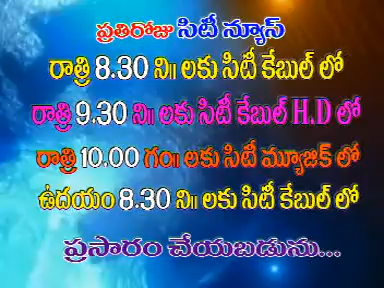 ప్రతిరోజు సిటీ న్యూస్
రాత్రి 8.30 ని॥ లకు సిటీ కేబుల్ లో
రాత్రి 9.30 ని॥ లకు సిటీ కేబుల్ H.D లో
రాత్రి 10.00 గం॥ లకు సిటీ మ్యూజిక్ లో
ఉదయం 8.30 ని॥ లకు సిటీ కేబుల్ లో
ప్రసారం చేయబడును...